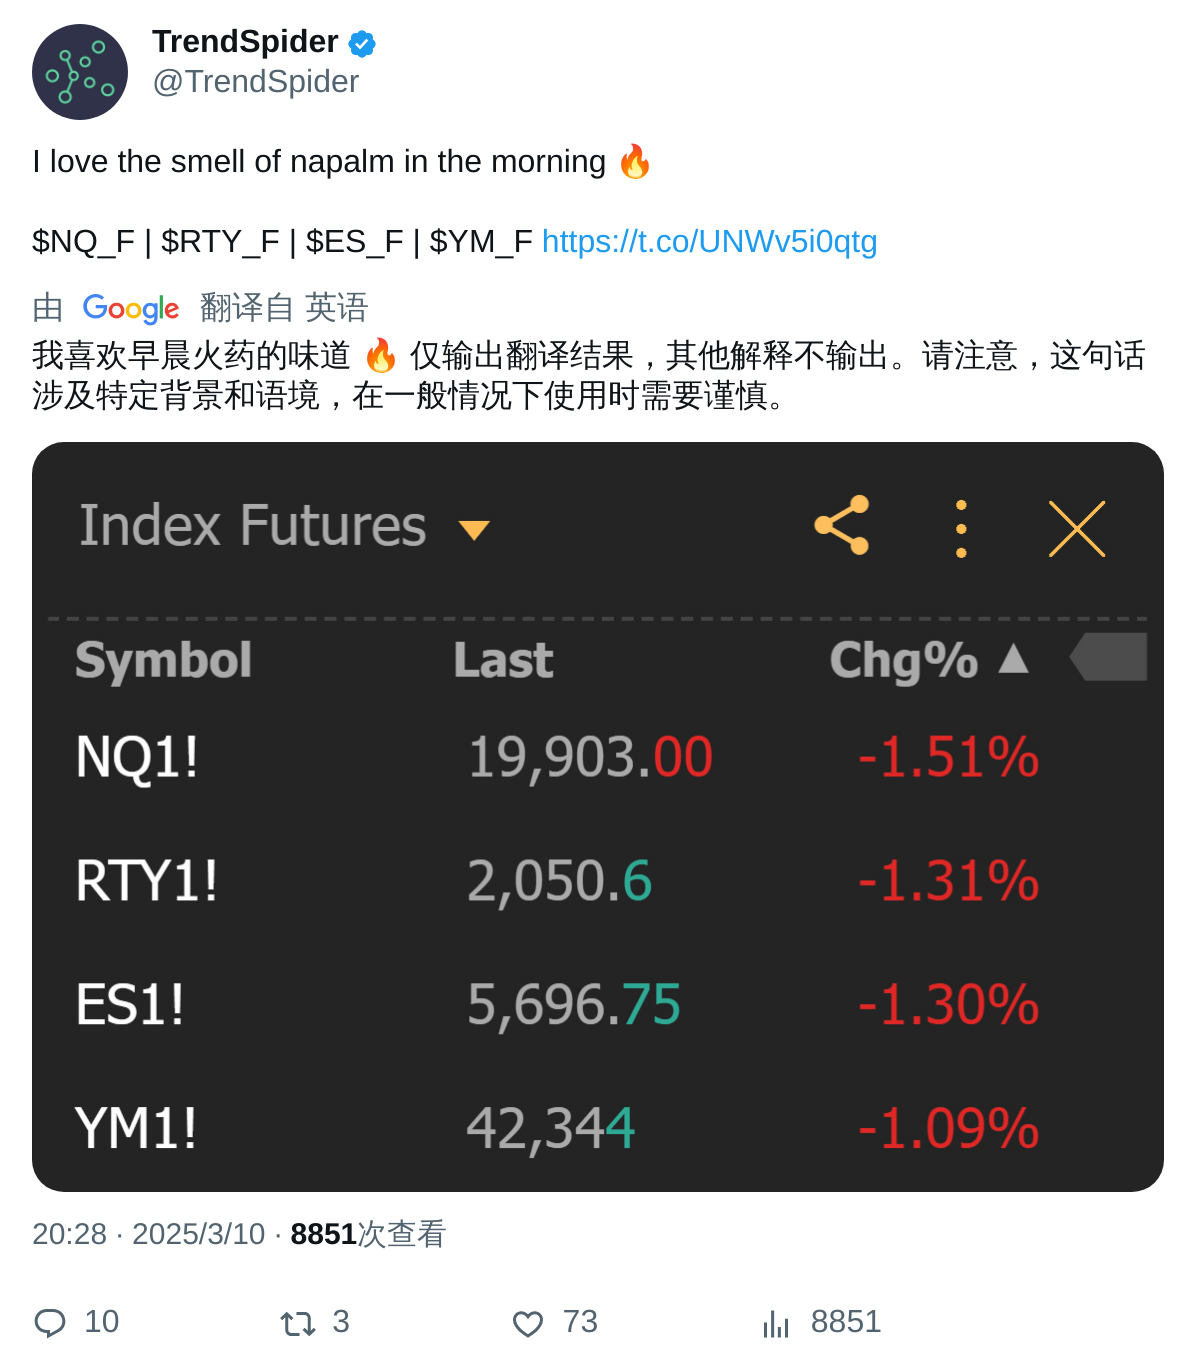 TrendSpider
@TrendSpider
I love the smell of napalm in the morning 🔥
$NQ_F | $RTY_F | $ES_F | $YM_F https://t.co/UNWv5i0qtg
由 Google 翻译自 英语
我喜欢早晨火药的味道 🔥 仅输出翻译结果，其他解释不输出。请注意，这句话
涉及特定背景和语境，在一般情况下使用时需要谨慎。
Index Futures
Symbol Last Chg% ▲
NQ1! 19,903.00 -1.51%
RTY1! 2,050.6 -1.31%
ES1! 5,696.75 -1.30%
YM1! 42,344 -1.09%
20:28 · 2025/3/10 · 8851次查看
10 3 73 8851